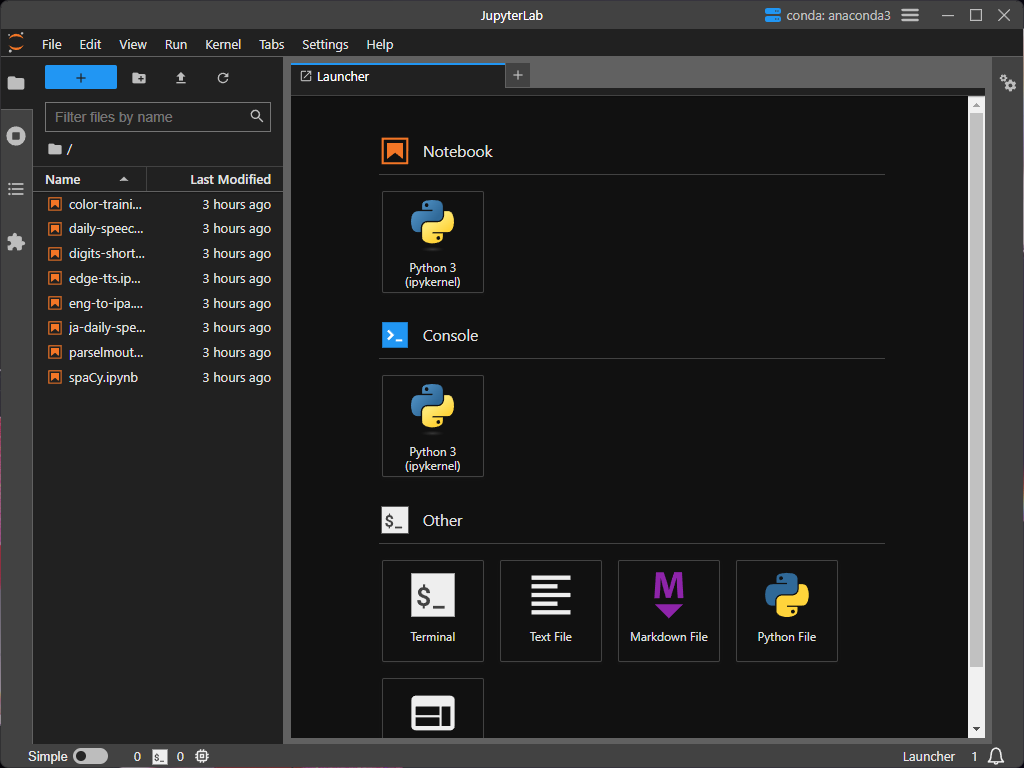 JupyterLab
conda: anaconda3
File Edit View Run Kernel Tabs Settings Help
+
Launcher
+
Filter files by name
/
Name Last Modified
color-traini... 3 hours ago
daily-speec... 3 hours ago
digits-short... 3 hours ago
edge-tts.ip... 3 hours ago
eng-to-ipa.... 3 hours ago
ja-daily-spe... 3 hours ago
parselmout... 3 hours ago
spaCy.ipynb 3 hours ago
Notebook
Python 3
(ipykernel)
Console
Python 3
(ipykernel)
$_ Other
$_
Terminal
Text File
M
Markdown File
Python File
Simple 0 $_ 0
Launcher 1